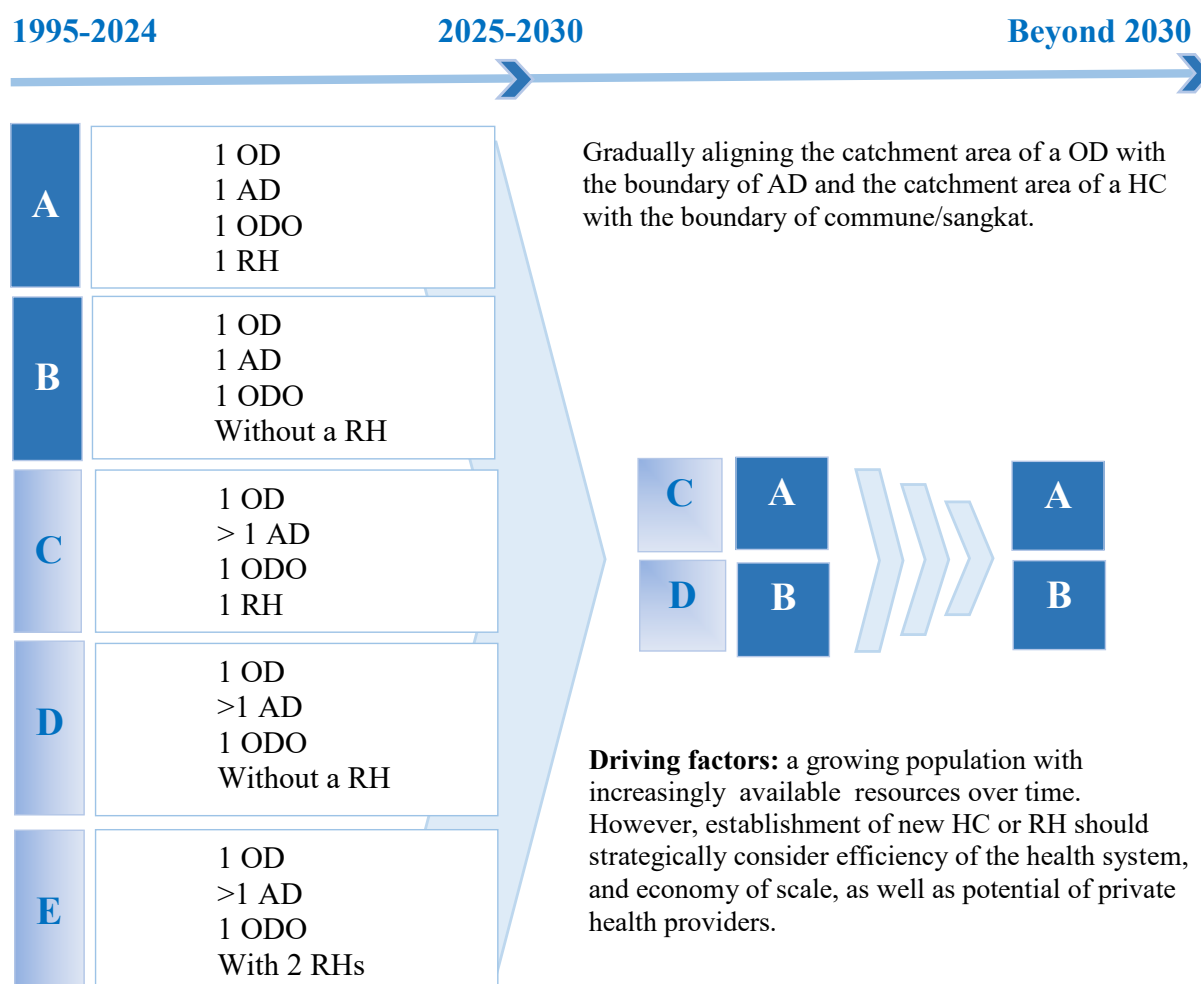 1995-2024
2025-2030
Beyond 2030
A
1 OD
1 AD
1 ODO
1 RH
B
1 OD
1 AD
1 ODO
Without a RH
C
1 OD
> 1 AD
1 ODO
1 RH
D
1 OD
>1 AD
1 ODO
Without a RH
E
1 OD
>1 AD
1 ODO
With 2 RHs
Gradually aligning the catchment area of a OD with
the boundary of AD and the catchment area of a HC
with the boundary of commune/sangkat.
C
A
D
B
A
B
Driving factors: a growing population with
increasingly available resources over time.
However, establishment of new HC or RH should
strategically consider efficiency of the health system,
and economy of scale, as well as potential of private
health providers.